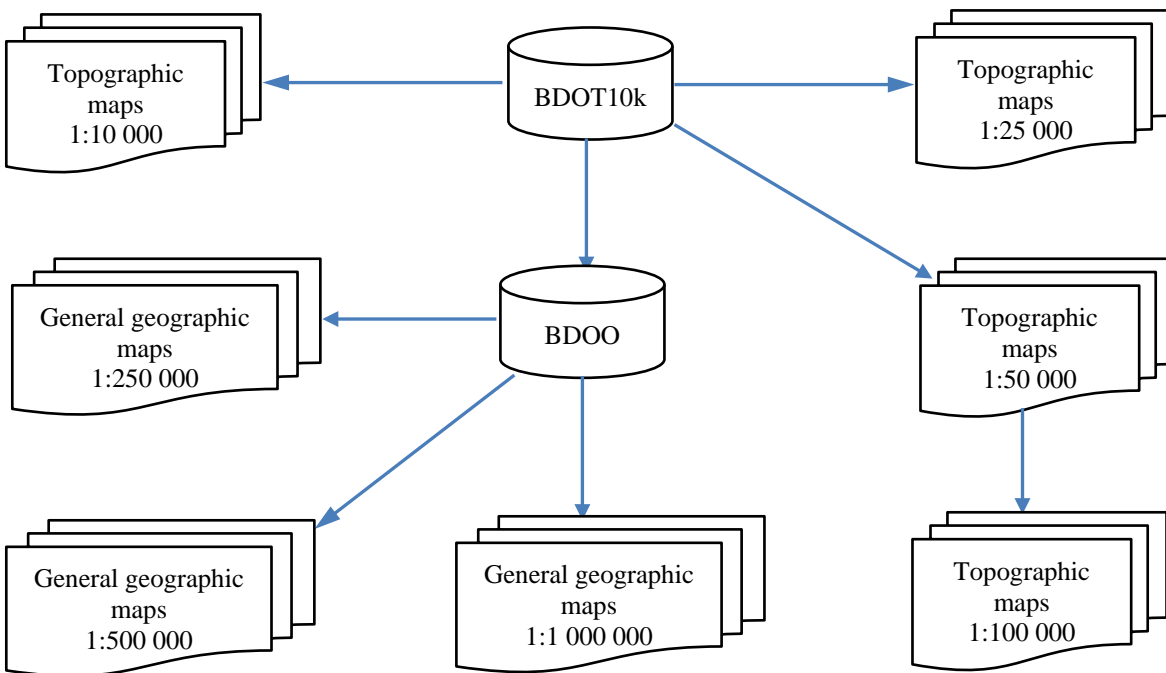 Topographic
maps
1:10 000
BDOT10k
Topographic
maps
1:25 000
General geographic
maps
1:250 000
BDOO
Topographic
maps
1:50 000
General geographic
maps
1:500 000
General geographic
maps
1:1 000 000
Topographic
maps
1:100 000